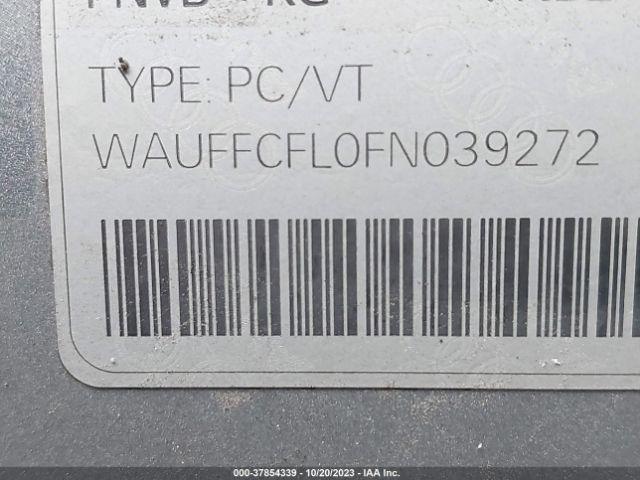 TYPE: PC/VT
WAUFFCFL0FN039272
000-37854339 - 10/20/2023 - IAA Inc.